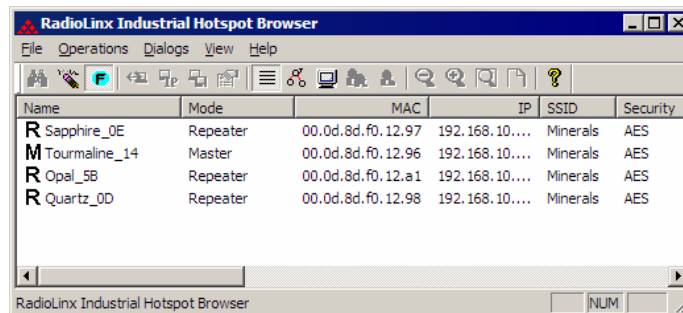 RadioLinx Industrial Hotspot Browser
File Operations Dialogs View Help
F P ?
Name Mode MAC IP SSID Security
R Sapphire_0E Repeater 00.0d.8d.f0.12.97 192.168.10.... Minerals AES
M Tourmaline_14 Master 00.0d.8d.f0.12.96 192.168.10.... Minerals AES
R Opal_5B Repeater 00.0d.8d.f0.12.a1 192.168.10.... Minerals AES
R Quartz_0D Repeater 00.0d.8d.f0.12.98 192.168.10.... Minerals AES
RadioLinx Industrial Hotspot Browser NUM